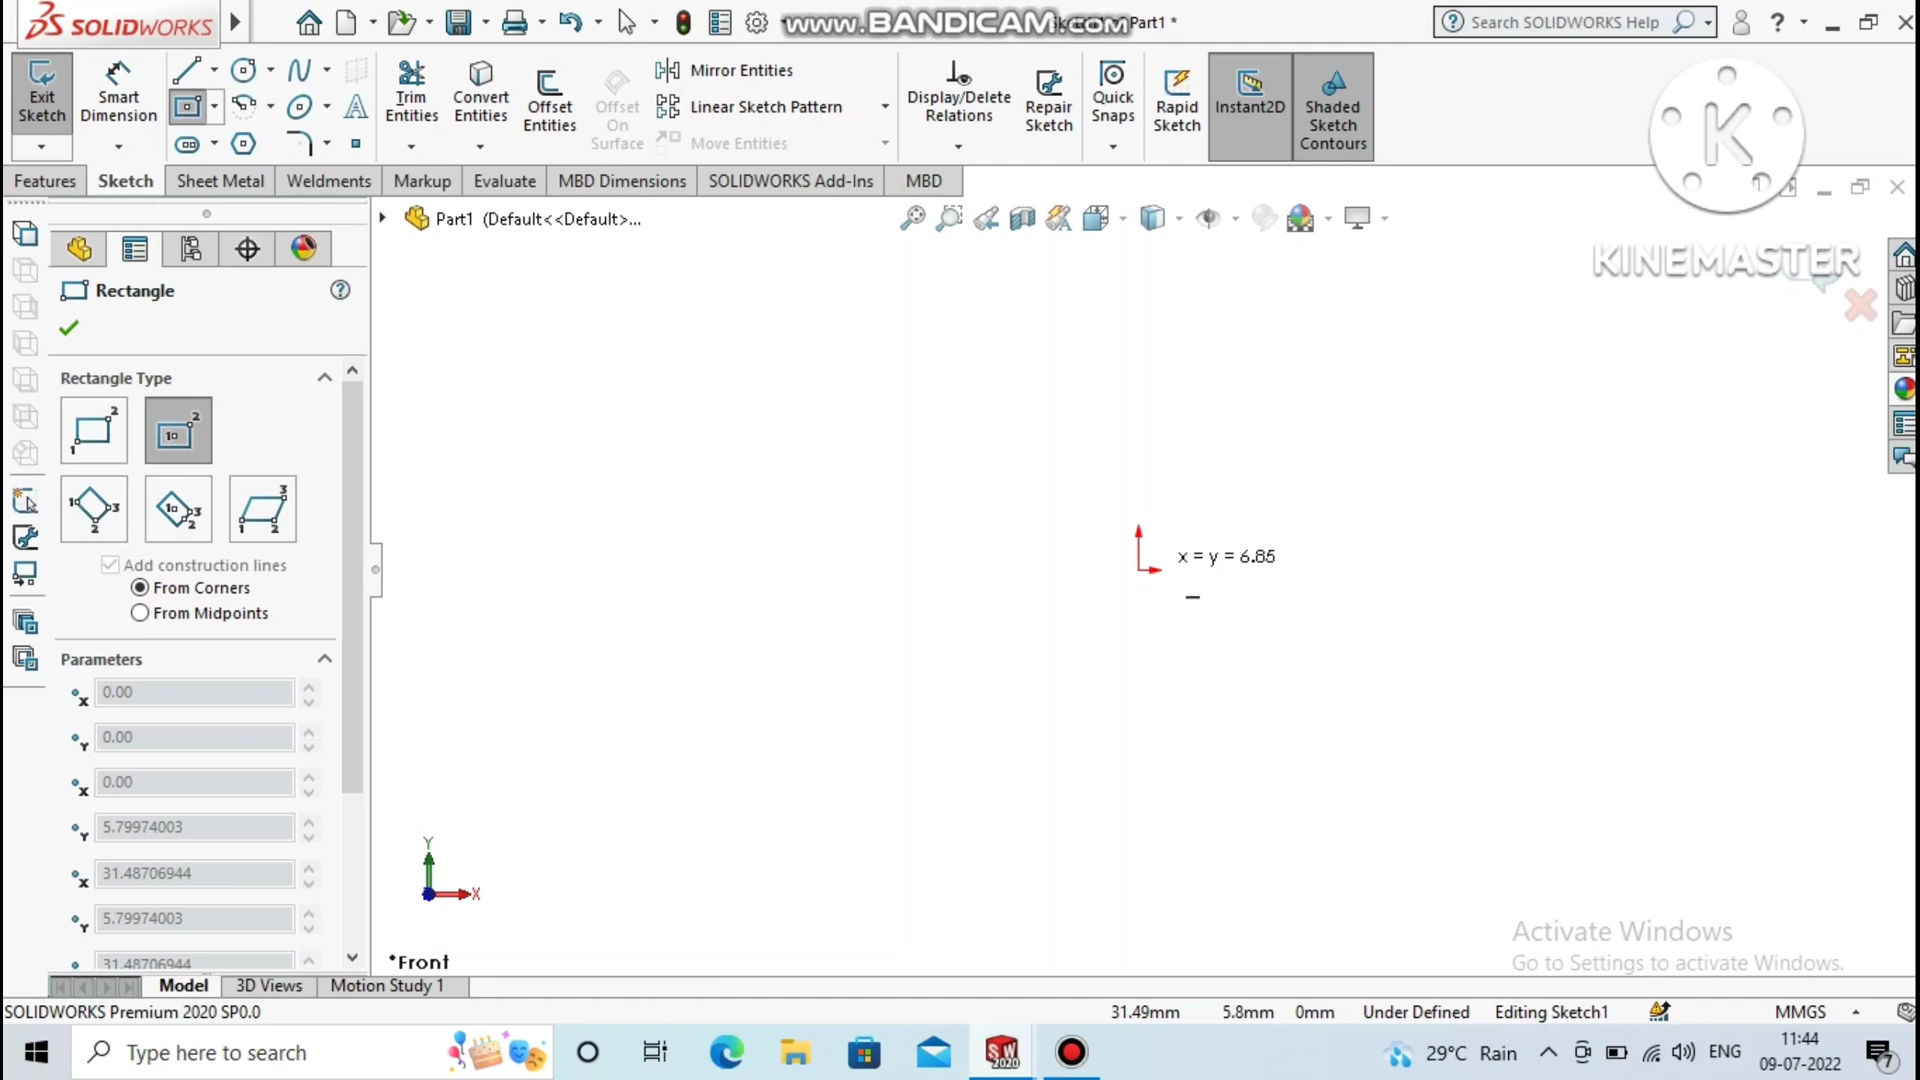 SOLIDWORKS
www.BANDICAM.com
Part1 *
Search SOLIDWORKS Help
Exit Sketch
Smart Dimension
Trim Entities
Convert Entities
Offset Entities
Offset On Surface
Mirror Entities
Linear Sketch Pattern
Move Entities
Display/Delete Relations
Repair Sketch
Quick Snaps
Rapid Sketch
Instant2D
Shaded Sketch Contours
Features
Sketch
Sheet Metal
Weldments
Markup
Evaluate
MBD Dimensions
SOLIDWORKS Add-Ins
MBD
K
KINEMASTER
Part1 (Default<<Default>...
Rectangle
Rectangle Type
Add construction lines
From Corners
From Midpoints
Parameters
X 0.00
Y 0.00
X 0.00
Y 5.79974003
X 31.48706944
Y 5.79974003
31.48706944
x = y = 6.85
Y
X
*Front
Activate Windows
Go to Settings to activate Windows.
Model
3D Views
Motion Study 1
SOLIDWORKS Premium 2020 SP0.0
31.49mm
5.8mm
0mm
Under Defined
Editing Sketch1
MMGS
Type here to search
SW 2020
29°C Rain
ENG
11:44
09-07-2022
7